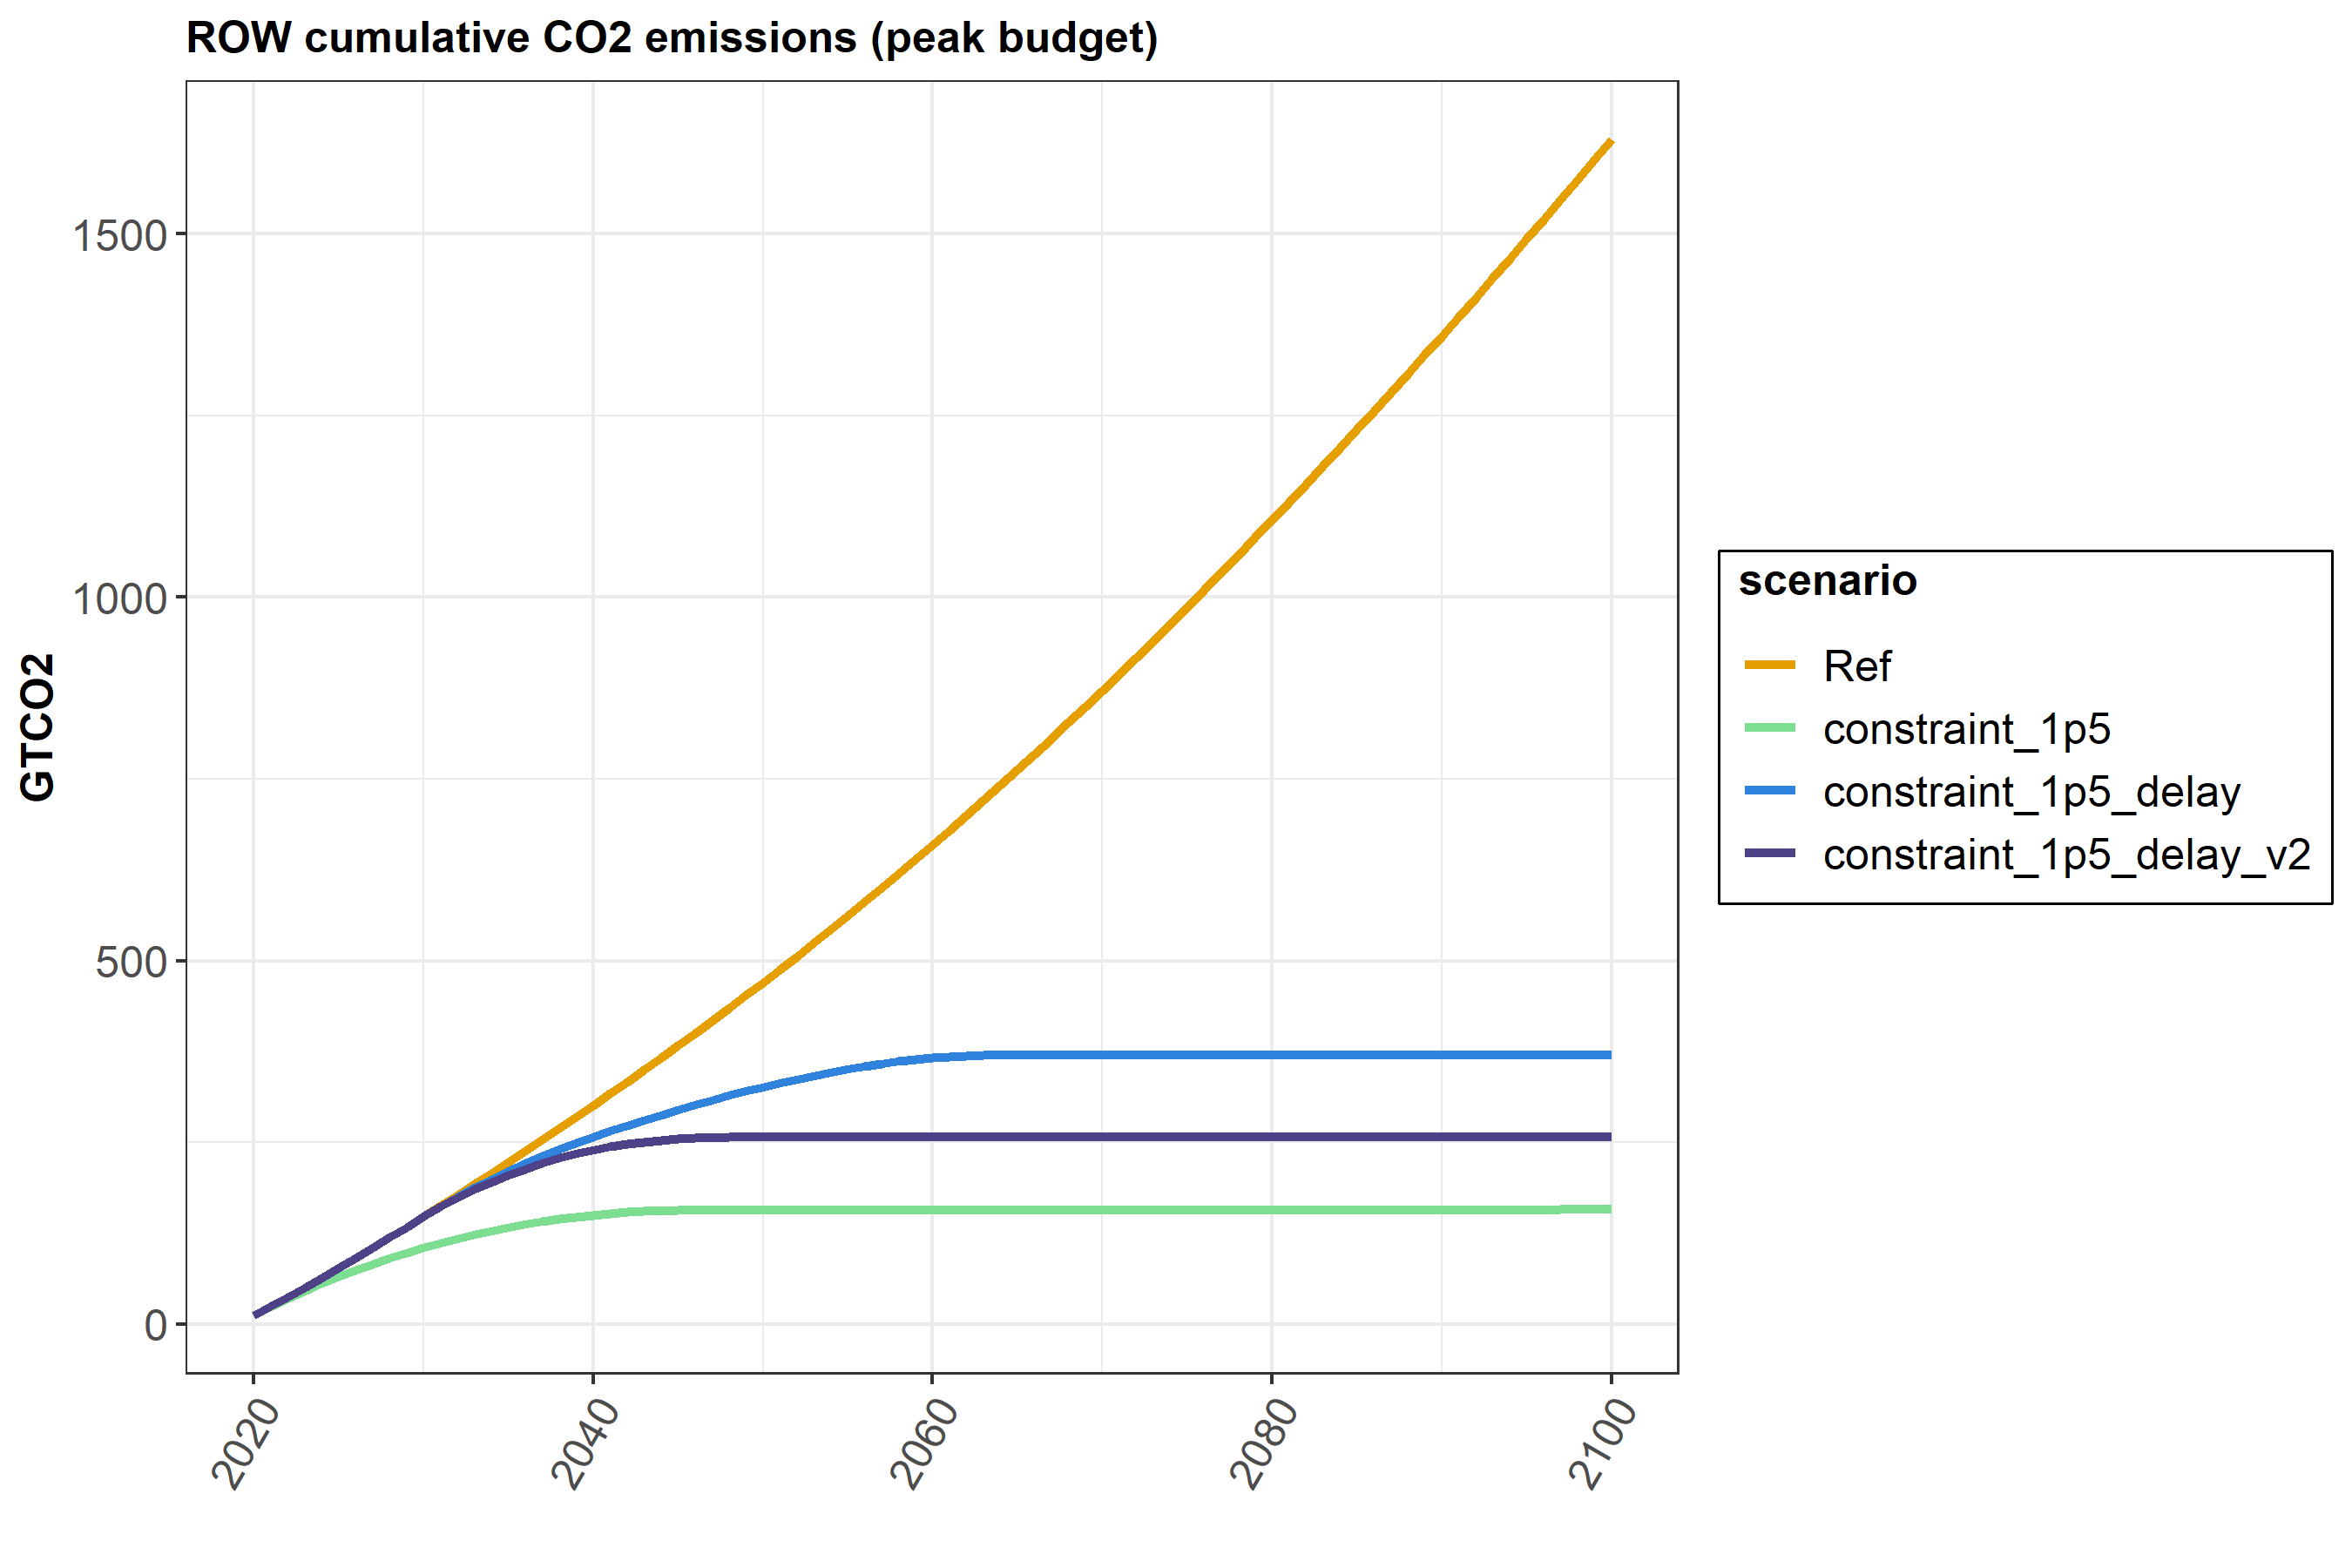 ROW cumulative CO2 emissions (peak budget)
GTCO2
1500
1000
500
0
2020
2040
2060
2080
2100
scenario
Ref
constraint_1p5
constraint_1p5_delay
constraint_1p5_delay_v2